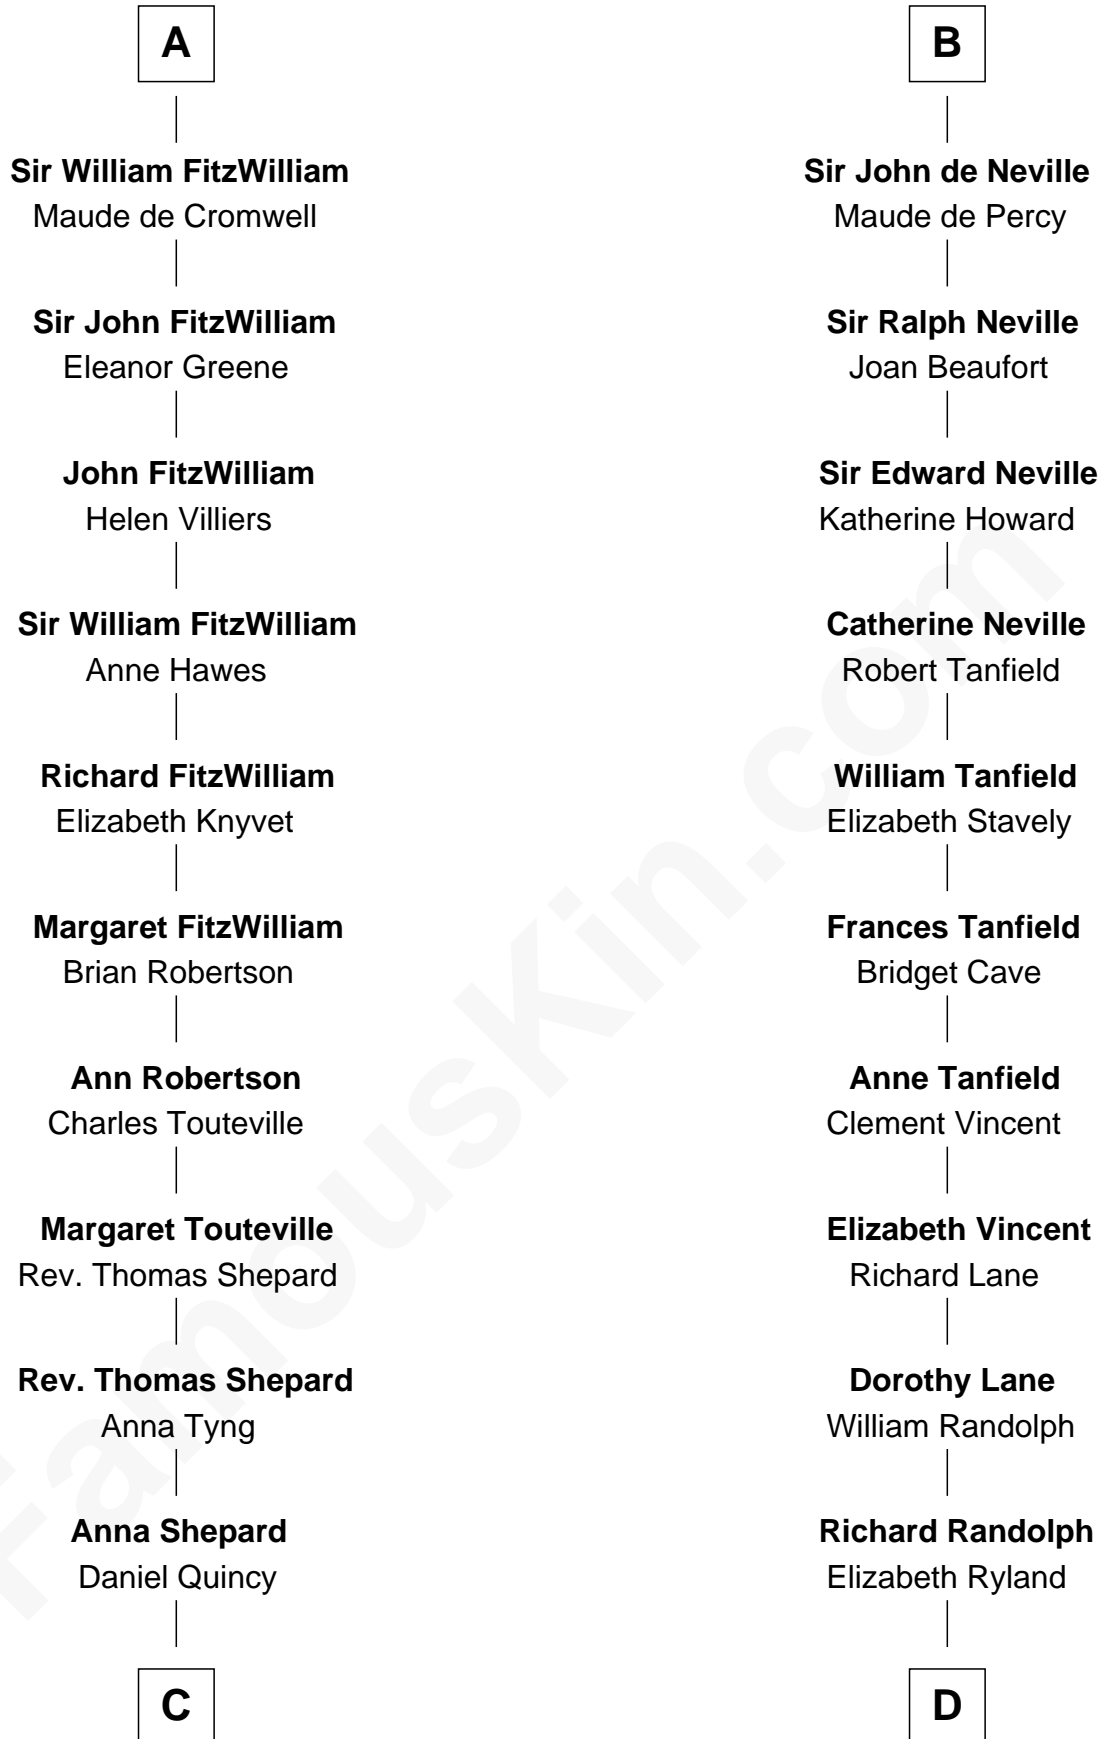 A
Sir William FitzWilliam
Maude de Cromwell
Sir John FitzWilliam
Eleanor Greene
John FitzWilliam
Helen Villiers
Sir William FitzWilliam
Anne Hawes
Richard FitzWilliam
Elizabeth Knyvet
Margaret FitzWilliam
Brian Robertson
Ann Robertson
Charles Touteville
Margaret Touteville
Rev. Thomas Shepard
Rev. Thomas Shepard
Anna Tyng
Anna Shepard
Daniel Quincy
C
B
Sir John de Neville
Maude de Percy
Sir Ralph Neville
Joan Beaufort
Sir Edward Neville
Katherine Howard
Catherine Neville
Robert Tanfield
William Tanfield
Elizabeth Stavely
Frances Tanfield
Bridget Cave
Anne Tanfield
Clement Vincent
Elizabeth Vincent
Richard Lane
Dorothy Lane
William Randolph
Richard Randolph
Elizabeth Ryland
D
FamousKin.com